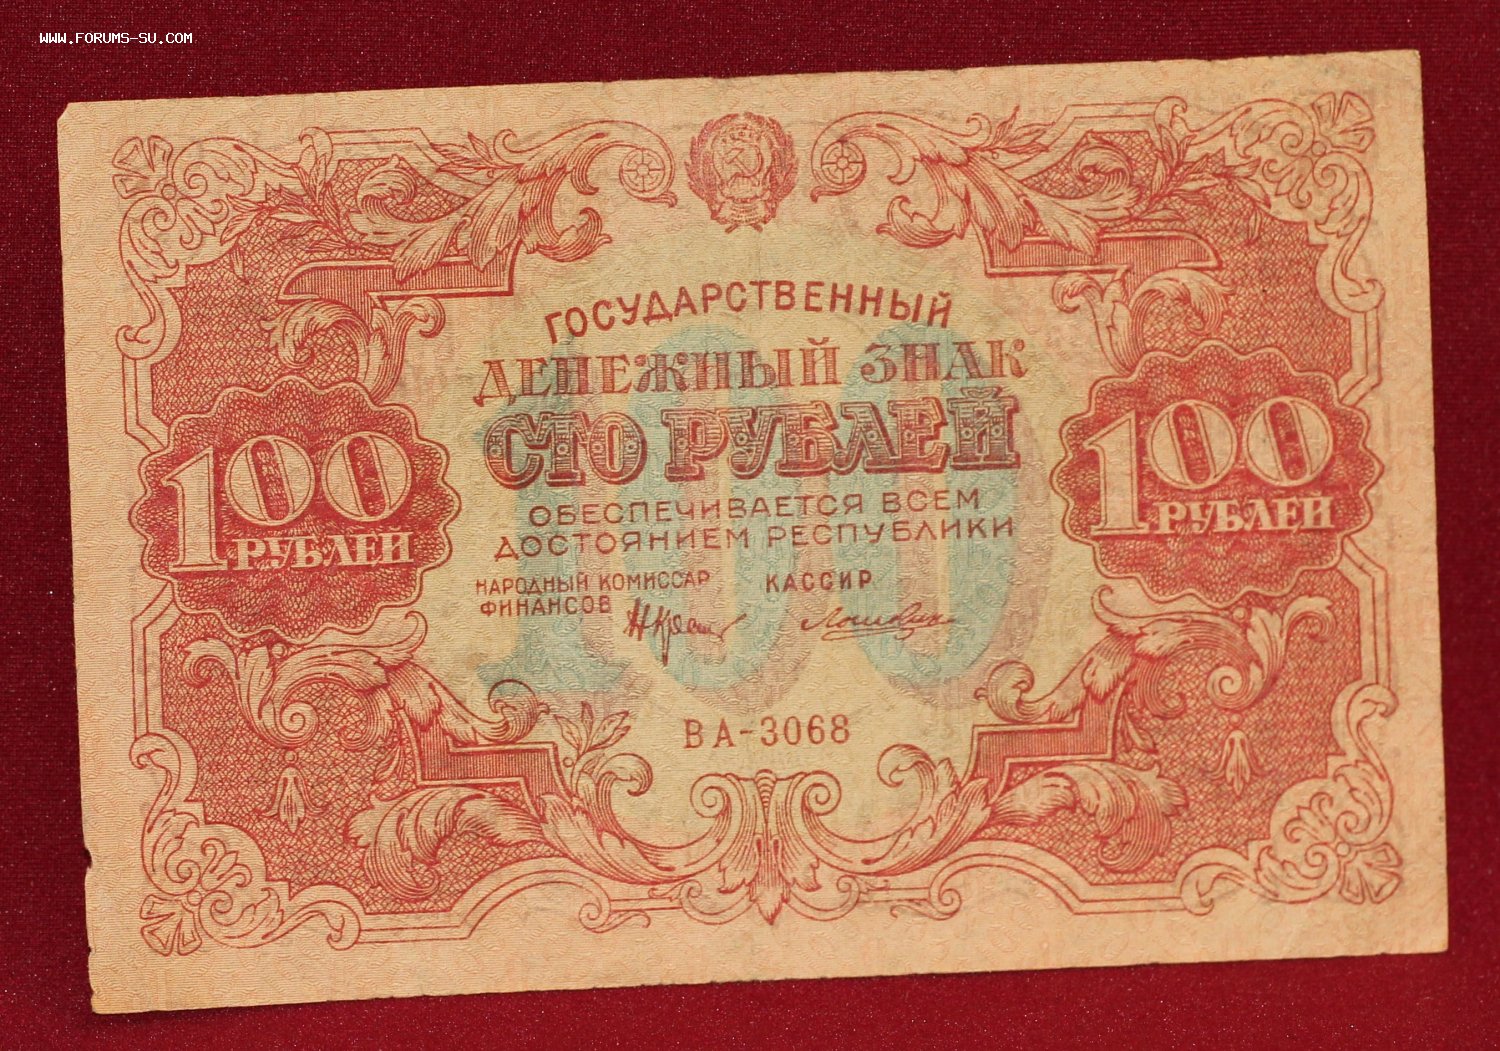 WWW.FORUMS-SU.COM
ГОСУДАРСТВЕННЫЙ
ДЕНЕЖНЫЙ ЗНАК
СТО РУБЛЕЙ
100
РУБЛЕЙ
100
РУБЛЕЙ
100
ОБЕСПЕЧИВАЕТСЯ ВСЕМ
ДОСТОЯНИЕМ РЕСПУБЛИКИ
НАРОДНЫЙ КОМИССАР
ФИНАНСОВ
КАССИР
ВА-3068